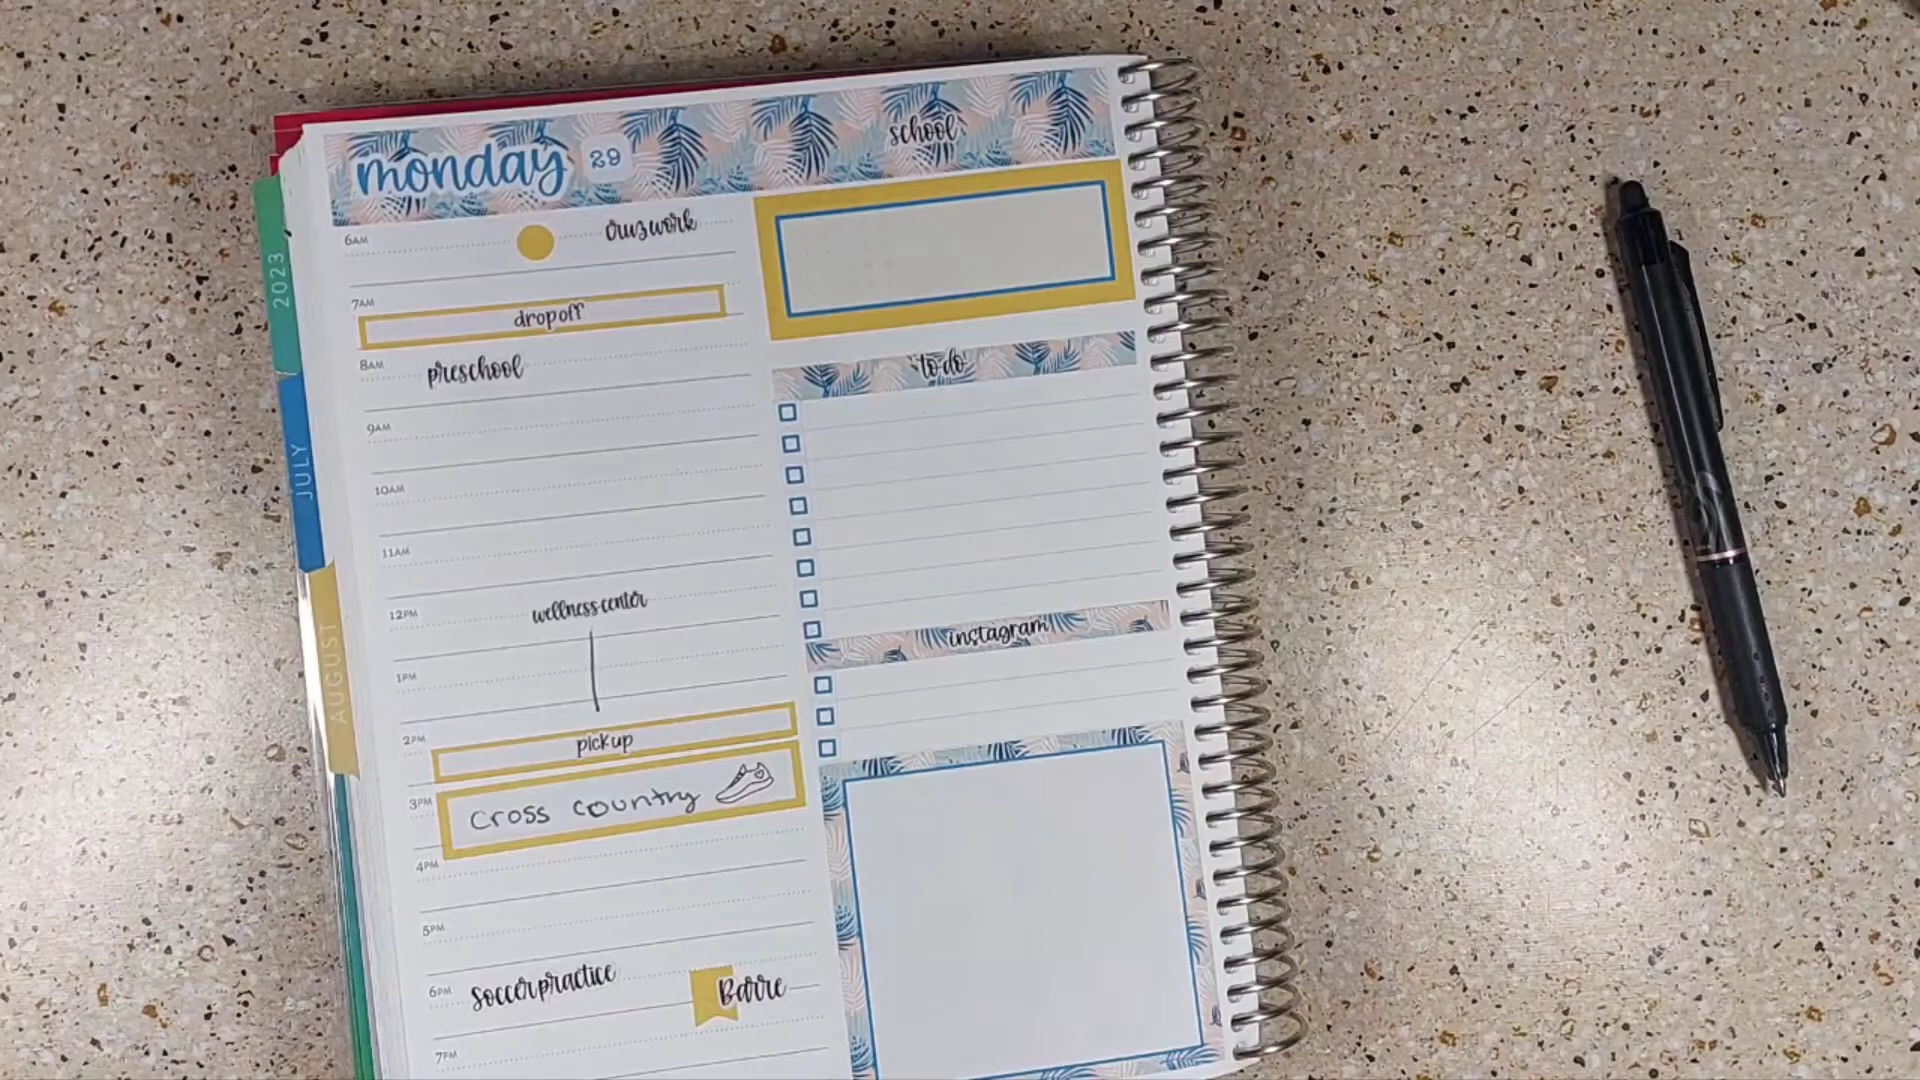 monday 29 school
6AM cruz work
7AM
dropoff
8AM preschool
9AM
10AM
11AM
12PM wellness center
1PM
2PM
pickup
3PM cross country
4PM
5PM
6PM soccer practice Barre
7PM
to do
instagram
2023
JULY
AUGUST